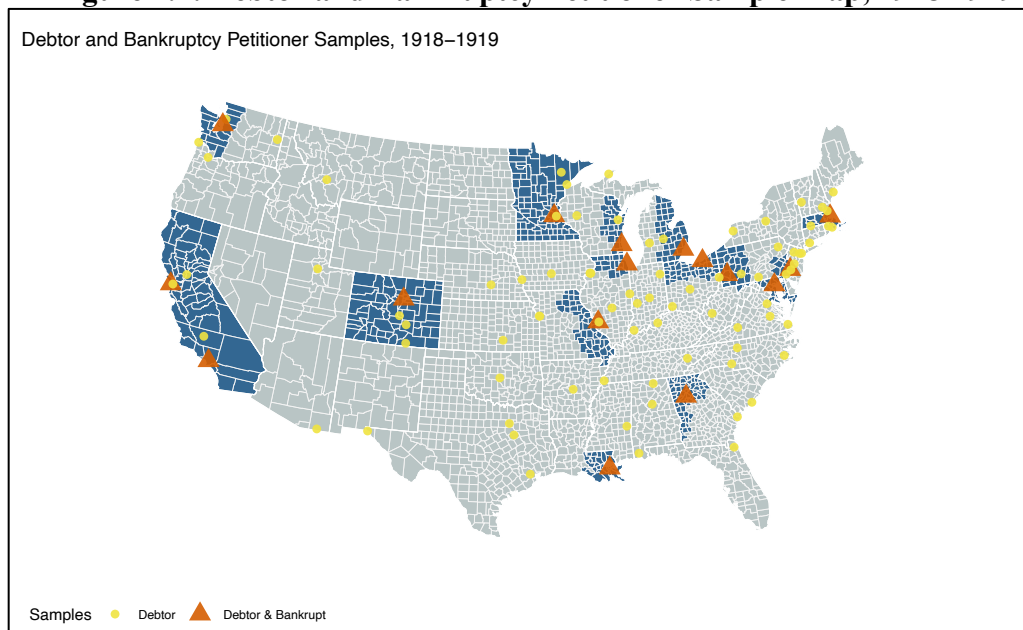 Debtor and Bankruptcy Petitioner Samples, 1918–1919
Samples Debtor Debtor & Bankrupt